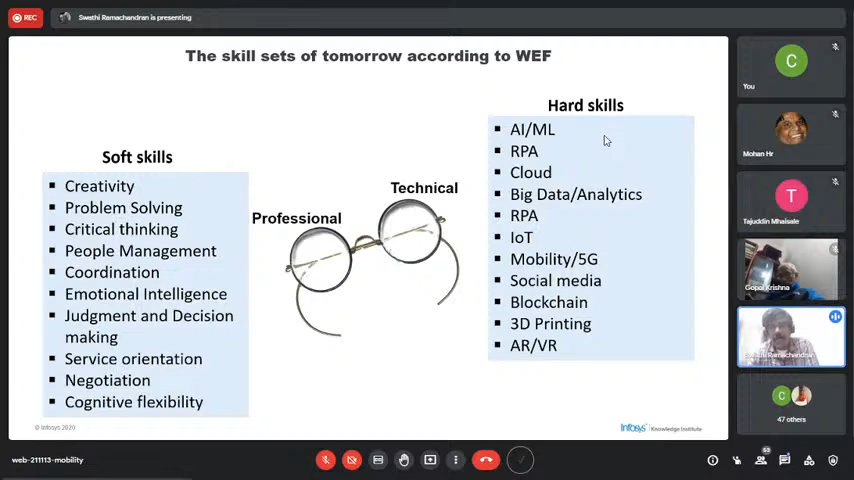 REC
Swathi Ramachandran is presenting
The skill sets of tomorrow according to WEF
Soft skills
Creativity
Problem Solving
Critical thinking
People Management
Coordination
Emotional Intelligence
Judgment and Decision
making
Service orientation
Negotiation
Cognitive flexibility
Professional
Technical
Hard skills
AI/ML
RPA
Cloud
Big Data/Analytics
RPA
IoT
Mobility/5G
Social media
Blockchain
3D Printing
AR/VR
© Infosys 2020
Infosys | Knowledge Institute
C
You
Mohan Hr
T
Tajuddin Mhaisale
Gopal Krishna
Swathi Ramachandran
C
47 others
web-211113-mobility
53